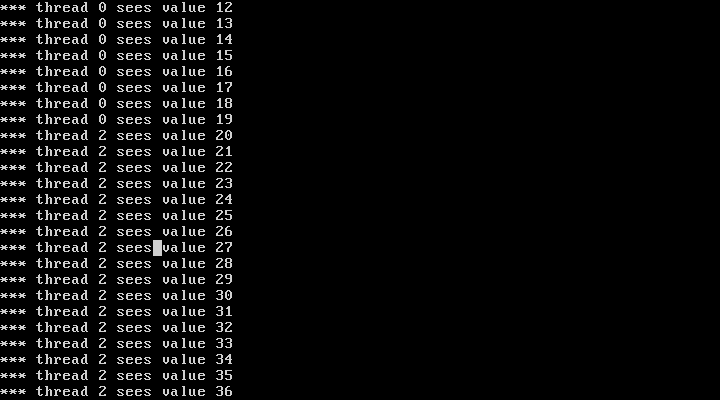 *** thread 0 sees value 12
*** thread 0 sees value 13
*** thread 0 sees value 14
*** thread 0 sees value 15
*** thread 0 sees value 16
*** thread 0 sees value 17
*** thread 0 sees value 18
*** thread 0 sees value 19
*** thread 2 sees value 20
*** thread 2 sees value 21
*** thread 2 sees value 22
*** thread 2 sees value 23
*** thread 2 sees value 24
*** thread 2 sees value 25
*** thread 2 sees value 26
*** thread 2 sees value 27
*** thread 2 sees value 28
*** thread 2 sees value 29
*** thread 2 sees value 30
*** thread 2 sees value 31
*** thread 2 sees value 32
*** thread 2 sees value 33
*** thread 2 sees value 34
*** thread 2 sees value 35
*** thread 2 sees value 36